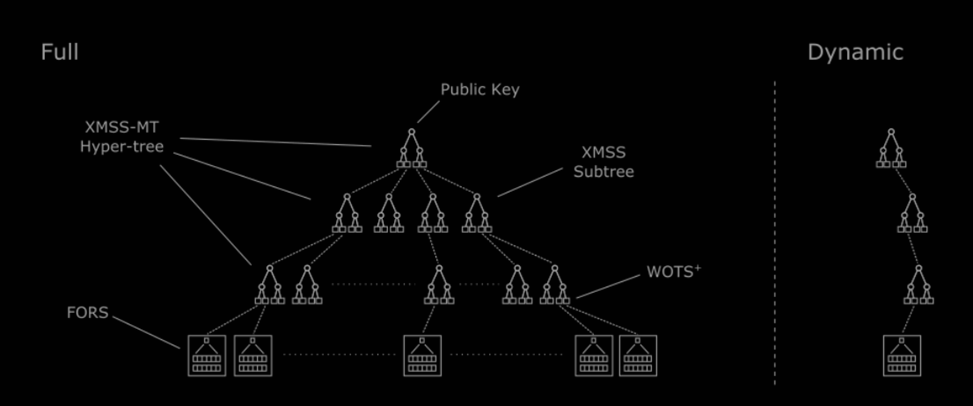 Full
Dynamic
Public Key
XMSS-MT
Hyper-tree
XMSS
Subtree
WOTS⁺
FORS